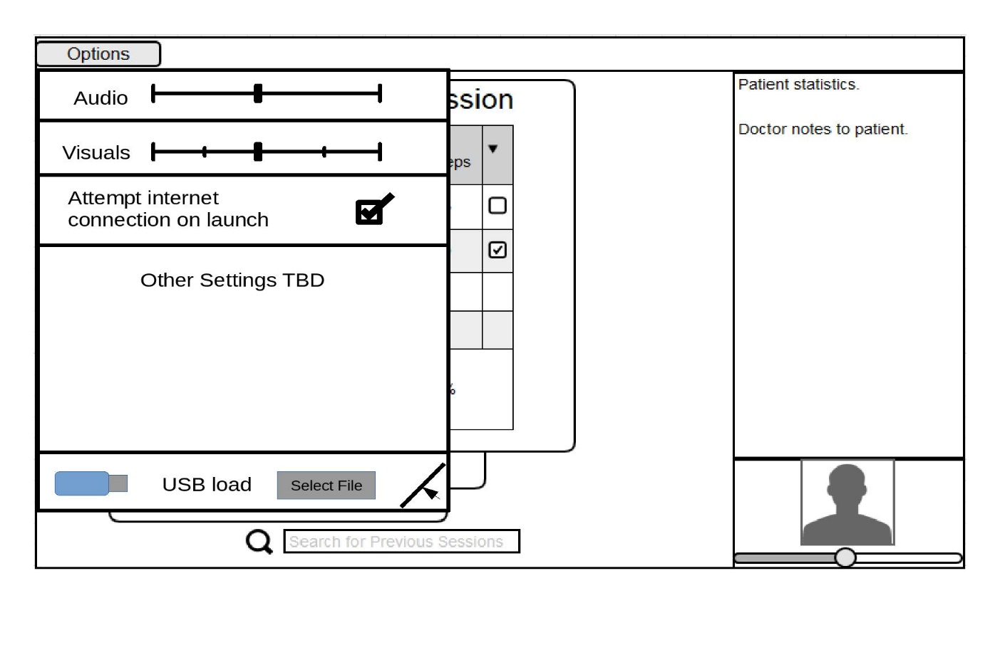 Options
Audio
Visuals
Attempt internet
connection on launch
Other Settings TBD
USB load
Select File
ssion
eps
%
Search for Previous Sessions
Patient statistics.
Doctor notes to patient.